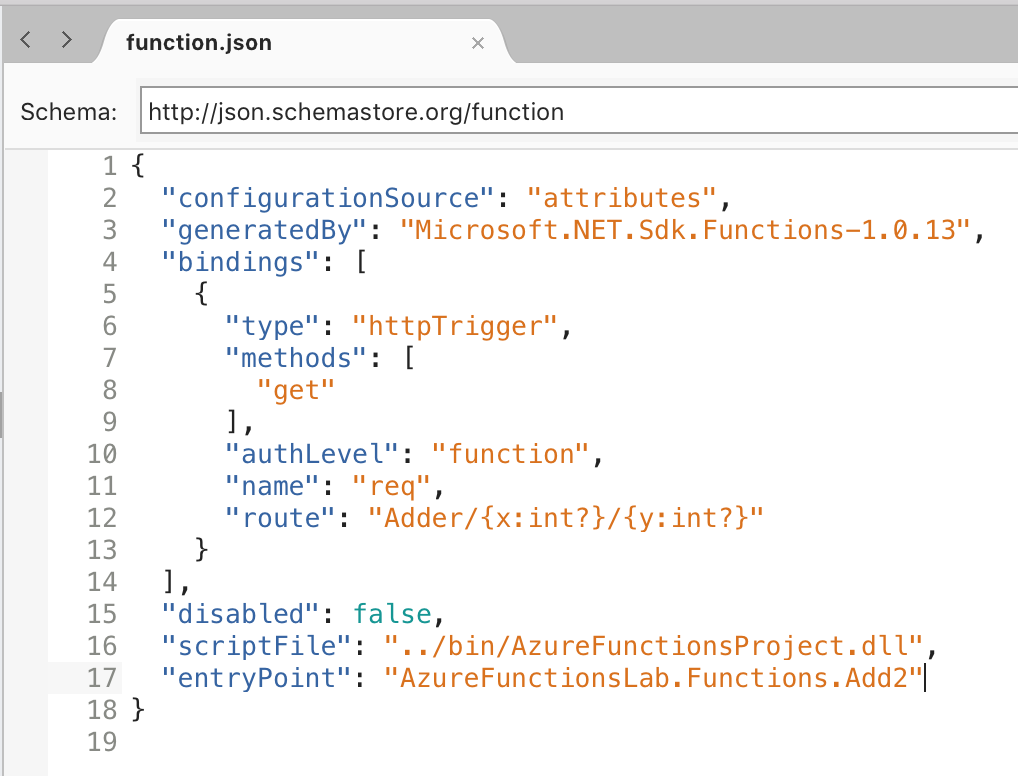 function.json
Schema: http://json.schemastore.org/function
1 {
2   "configurationSource": "attributes",
3   "generatedBy": "Microsoft.NET.Sdk.Functions-1.0.13",
4   "bindings": [
5     {
6       "type": "httpTrigger",
7       "methods": [
8         "get"
9       ],
10       "authLevel": "function",
11       "name": "req",
12       "route": "Adder/{x:int?}/{y:int?}"
13     }
14   ],
15   "disabled": false,
16   "scriptFile": "../bin/AzureFunctionsProject.dll",
17   "entryPoint": "AzureFunctionsLab.Functions.Add2"
18 }
19